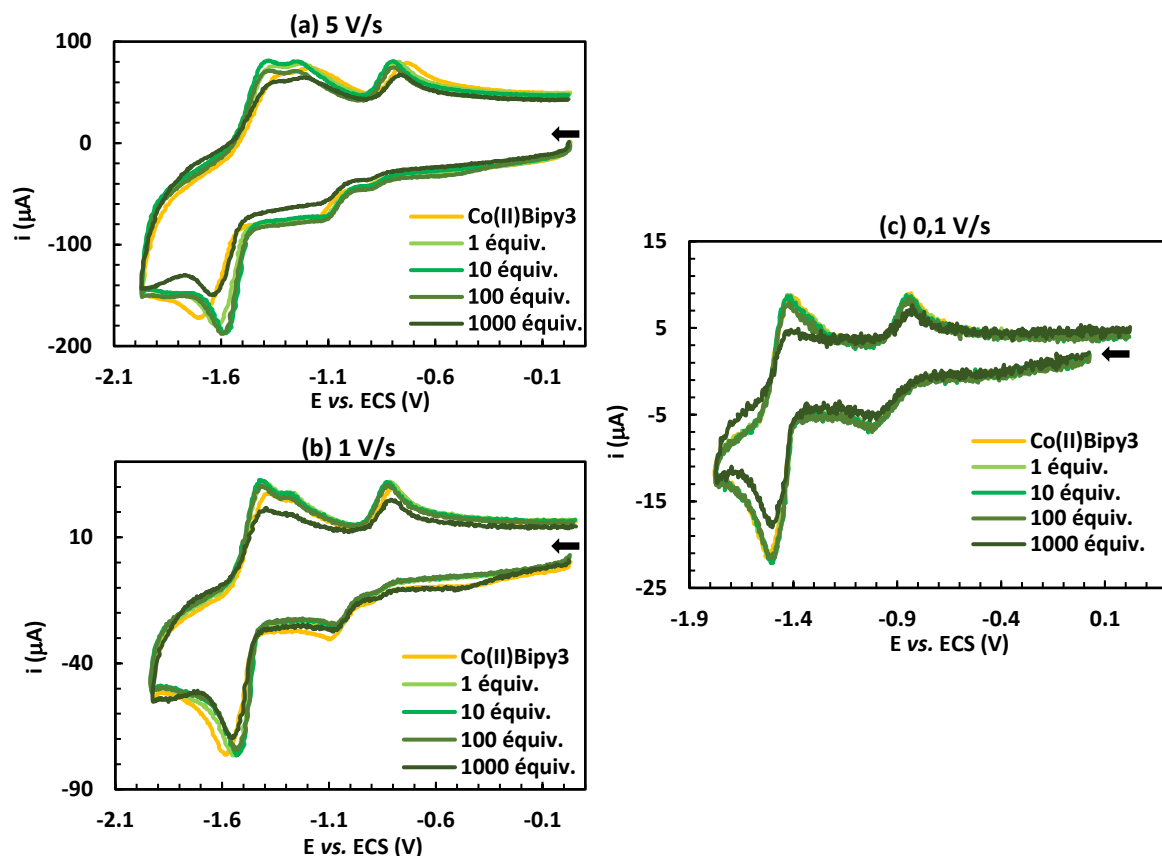 (a) 5 V/s
100
0
-100
-200
i (µA)
-2.1
-1.6
-1.1
-0.6
-0.1
E vs. ECS (V)
Co(II)Bipy3
1 équiv.
10 équiv.
100 équiv.
1000 équiv.
(b) 1 V/s
10
-40
-90
i (µA)
-2.1
-1.6
-1.1
-0.6
-0.1
E vs. ECS (V)
Co(II)Bipy3
1 équiv.
10 équiv.
100 équiv.
1000 équiv.
(c) 0,1 V/s
15
5
-5
-15
-25
i (µA)
-1.9
-1.4
-0.9
-0.4
0.1
E vs. ECS (V)
Co(II)Bipy3
1 équiv.
10 équiv.
100 équiv.
1000 équiv.